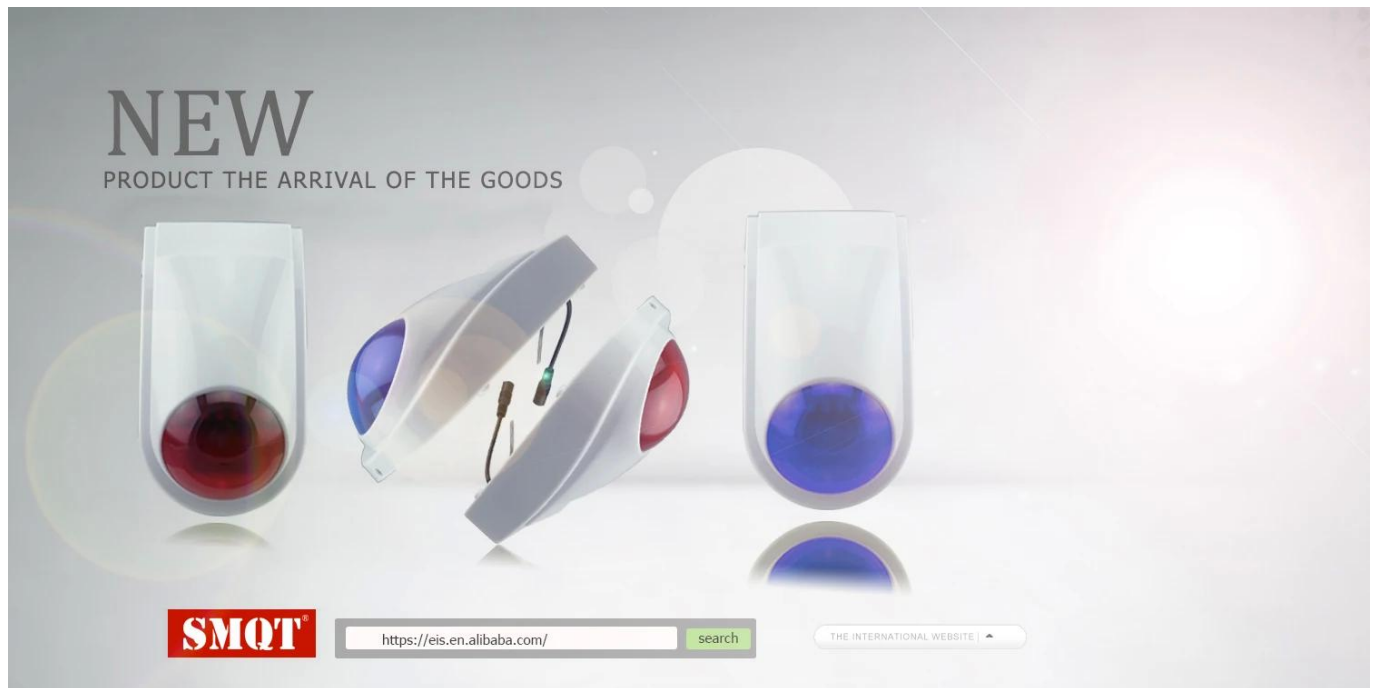 NEW
PRODUCT THE ARRIVAL OF THE GOODS
SMQT®
https://eis.en.alibaba.com/
search
THE INTERNATIONAL WEBSITE